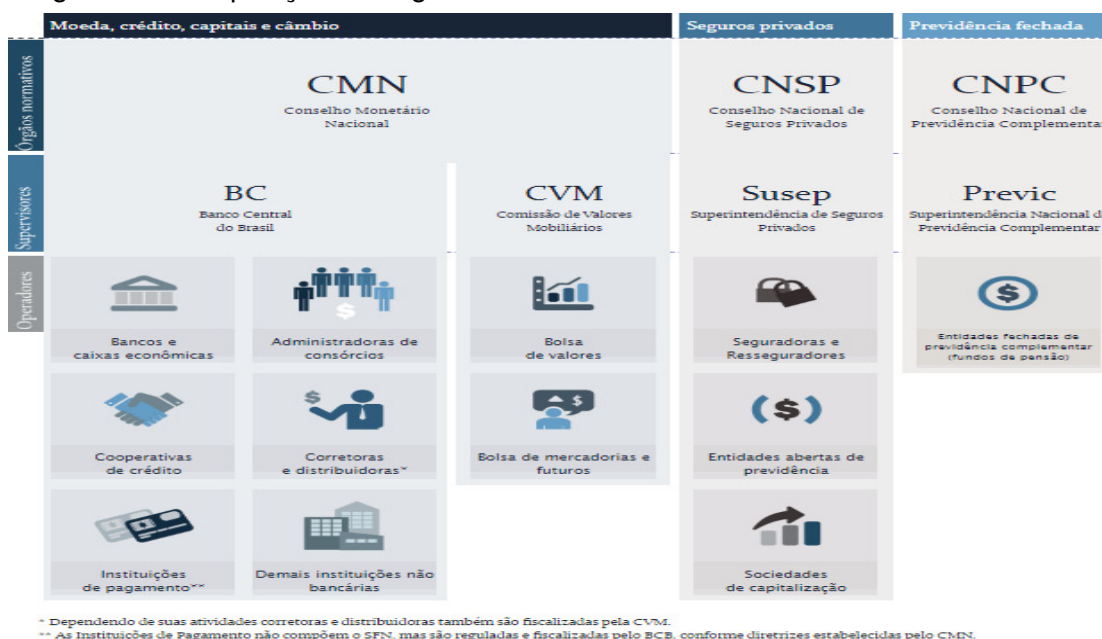 Moeda, crédito, capitais e câmbio
Seguros privados
Previdência fechada
Órgãos normativos
CMN
Conselho Monetário
Nacional
CNSP
Conselho Nacional de
Seguros Privados
CNPC
Conselho Nacional de
Previdência Complementa
Supervisores
BC
Banco Central
do Brasil
CVM
Comissão de Valores
Mobiliários
Susep
Superintendência de Seguros
Privados
Previc
Superintendência Nacional d
Previdência Complementar
Operadores
Bancos e
caixas econômicas
Administradoras de
consórcios
Bolsa
de valores
Seguradoras e
Resseguradores
Entidades fechadas de
previdência complementar
(fundos de pensão)
Cooperativas
de crédito
Corretoras
e distribuidoras*
Bolsa de mercadorias e
futuros
Entidades abertas de
previdência
Instituições
de pagamento**
Demais instituições não
bancárias
Sociedades
de capitalização
* Dependendo de suas atividades corretoras e distribuidoras também são fiscalizadas pela CVM.
** As Instituições de Pagamento não compõem o SFN, mas são reguladas e fiscalizadas pelo BCB, conforme diretrizes estabelecidas pelo CMN.